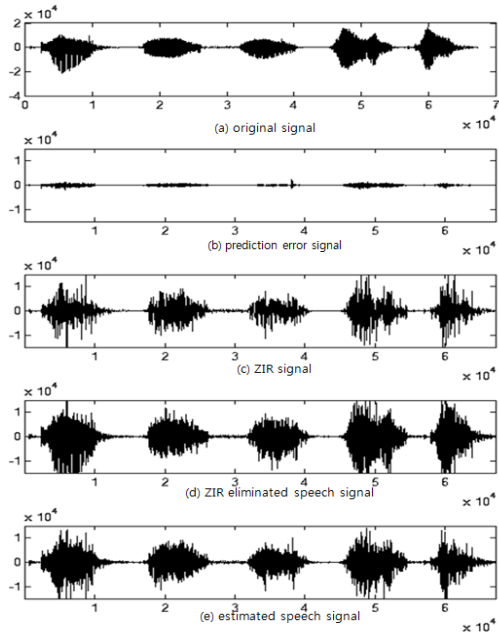 x 10^4
2
0
-2
-4
0 1 2 3 4 5 6 7
(a) original signal
x 10^4
x 10^4
1
0
-1
1 2 3 4 5 6
(b) prediction error signal
x 10^4
x 10^4
1
0
-1
1 2 3 4 5 6
(c) ZIR signal
x 10^4
x 10^4
1
0
-1
1 2 3 4 5 6
(d) ZIR eliminated speech signal
x 10^4
x 10^4
1
0
-1
1 2 3 4 5 6
(e) estimated speech signal
x 10^4